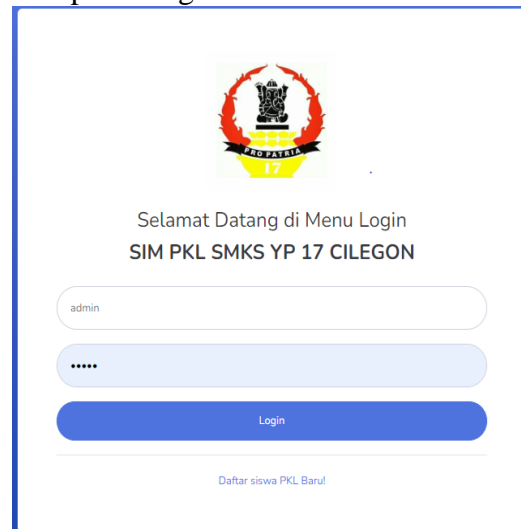 PRO PATRIA
17
Selamat Datang di Menu Login
SIM PKL SMKS YP 17 CILEGON
admin
•••••
Login
Daftar siswa PKL Baru!